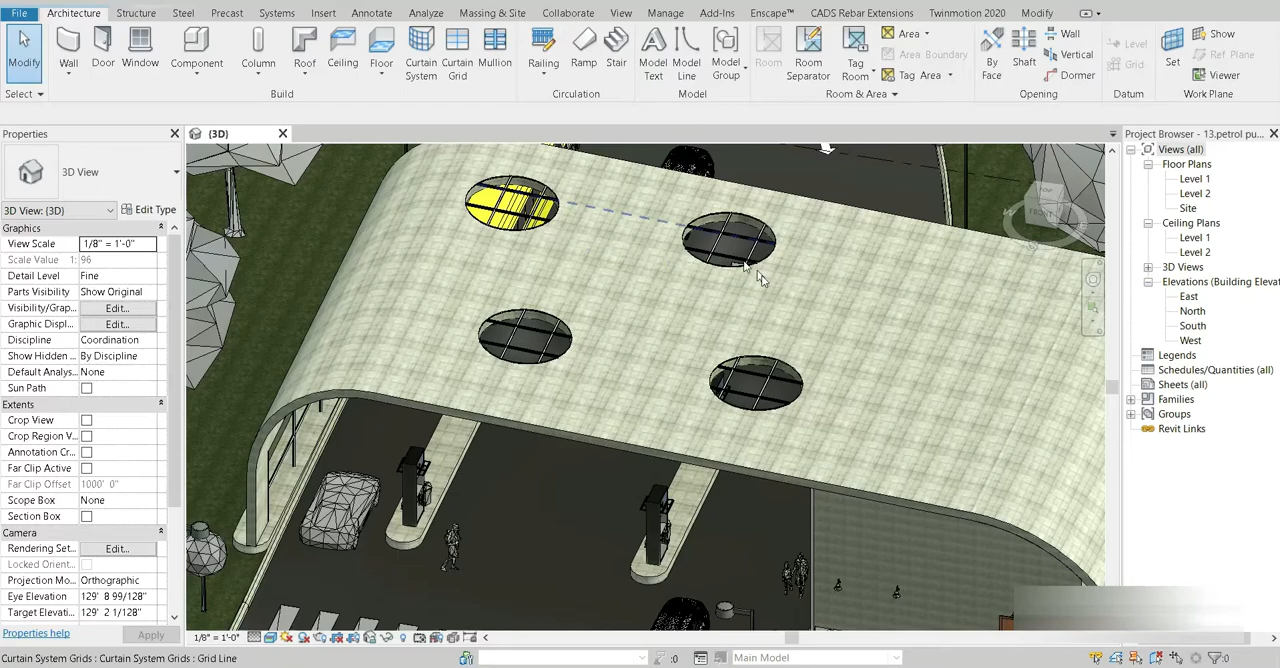 File Architecture Structure Steel Precast Systems Insert Annotate Analyze Massing & Site Collaborate View Manage Add-Ins Enscape™ CADS Rebar Extensions Twinmotion 2020 Modify
Modify Wall Door Window Component Column Roof Ceiling Floor Curtain System Curtain Grid Ramp Stair Model Text Model Line Model Group Room Room Separator Tag Room By Face Shaft Set
Area
Area Boundary
Tag Area
Wall
Vertical
Dormer
Level
Grid
Show
Ref Plane
Viewer
Select Build Circulation Model Room & Area Opening Datum Work Plane
Properties
{3D}
Project Browser - 13.petrol pu...
3D View
3D View: {3D} Edit Type
Graphics
View Scale 1/8" = 1'-0"
Scale Value 1: 96
Detail Level Fine
Parts Visibility Show Original
Visibility/Grap... Edit...
Graphic Displ... Edit...
Discipline Coordination
Show Hidden ... By Discipline
Default Analys... None
Sun Path
Extents
Crop View
Crop Region V...
Annotation Cr...
Far Clip Active
Far Clip Offset 1000' 0"
Scope Box None
Section Box
Camera
Rendering Set... Edit...
Locked Orient...
Projection Mo... Orthographic
Eye Elevation 129' 8 99/128"
Target Elevati... 129' 2 1/128"
Properties help Apply
FRONT
Views (all)
Floor Plans
Level 1
Level 2
Site
Ceiling Plans
Level 1
Level 2
3D Views
Elevations (Building Eleva
East
North
South
West
Legends
Schedules/Quantities (all)
Sheets (all)
Families
Groups
Revit Links
1/8" = 1'-0"
Curtain System Grids : Curtain System Grids : Grid Line
:0
Main Model
:0